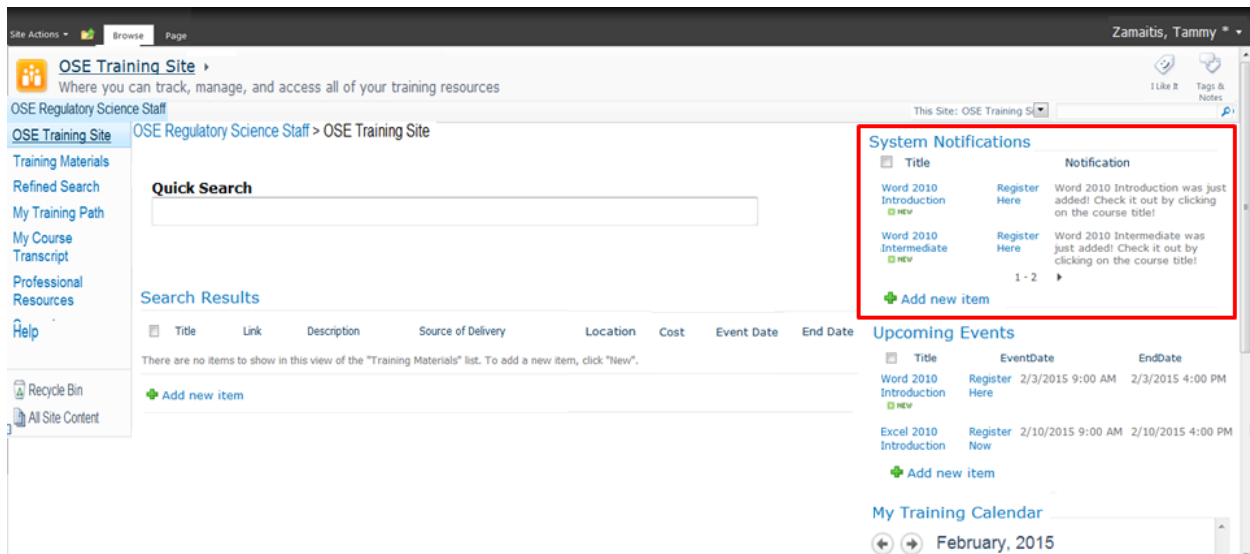 Site Actions
Browse
Page
Zamaitis, Tammy *
OSE Training Site
Where you can track, manage, and access all of your training resources
I Like It
Tags &
Notes
OSE Regulatory Science Staff
This Site: OSE Training Si
OSE Training Site
Training Materials
Refined Search
My Training Path
My Course
Transcript
Professional
Resources
Help
Recycle Bin
All Site Content
OSE Regulatory Science Staff > OSE Training Site
Quick Search
Search Results
Title Link Description Source of Delivery Location Cost Event Date End Date
There are no items to show in this view of the "Training Materials" list. To add a new item, click "New".
Add new item
System Notifications
Title Notification
Word 2010 Register Word 2010 Introduction was just
Introduction Here added! Check it out by clicking
NEW on the course title!
Word 2010 Register Word 2010 Intermediate was
Intermediate Here just added! Check it out by
NEW clicking on the course title!
1 - 2
Add new item
Upcoming Events
Title EventDate EndDate
Word 2010 Register 2/3/2015 9:00 AM 2/3/2015 4:00 PM
Introduction Here
NEW
Excel 2010 Register 2/10/2015 9:00 AM 2/10/2015 4:00 PM
Introduction Now
Add new item
My Training Calendar
February, 2015